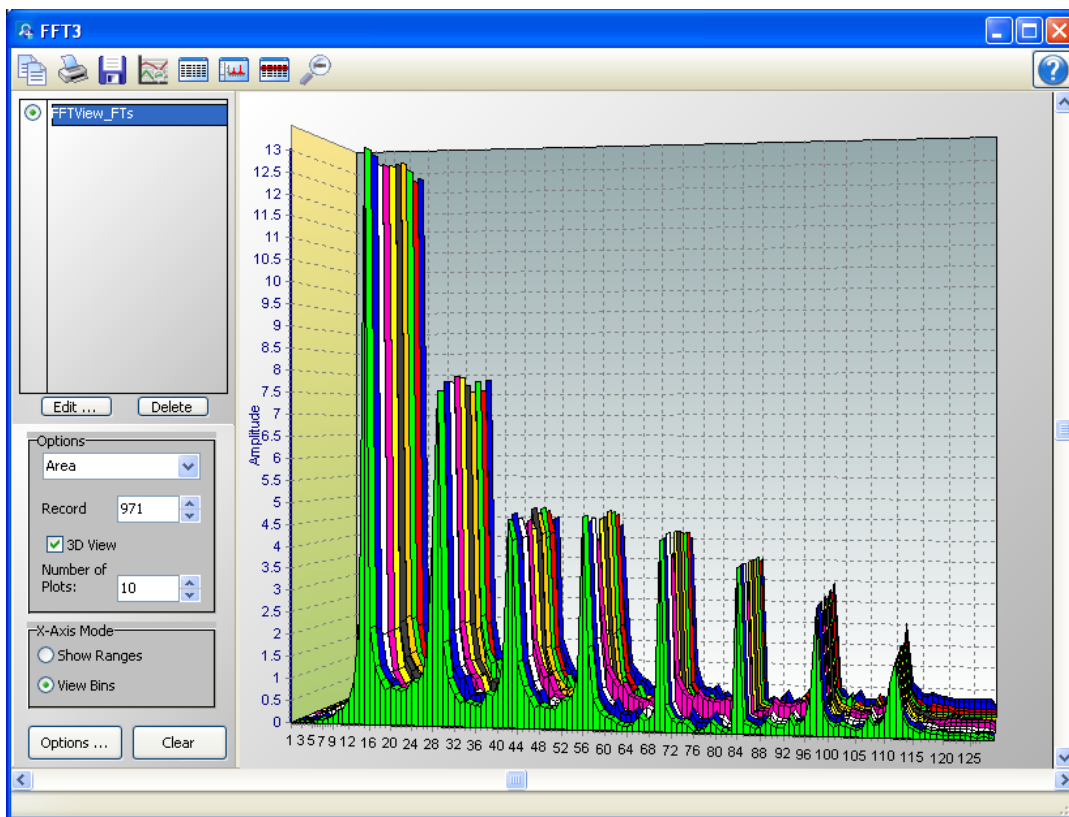 FFT3
FFTView_FTs
Edit ...
Delete
Options
Area
Record 971
3D View
Number of
Plots: 10
X-Axis Mode
Show Ranges
View Bins
Options ...
Clear
Amplitude
13
12.5
12
11.5
11
10.5
10
9.5
9
8.5
8
7.5
7
6.5
6
5.5
5
4.5
4
3.5
3
2.5
2
1.5
1
0.5
0
1 3 5 7 9 12 16 20 24 28 32 36 40 44 48 52 56 60 64 68 72 76 80 84 88 92 96 100 105 110 115 120 125